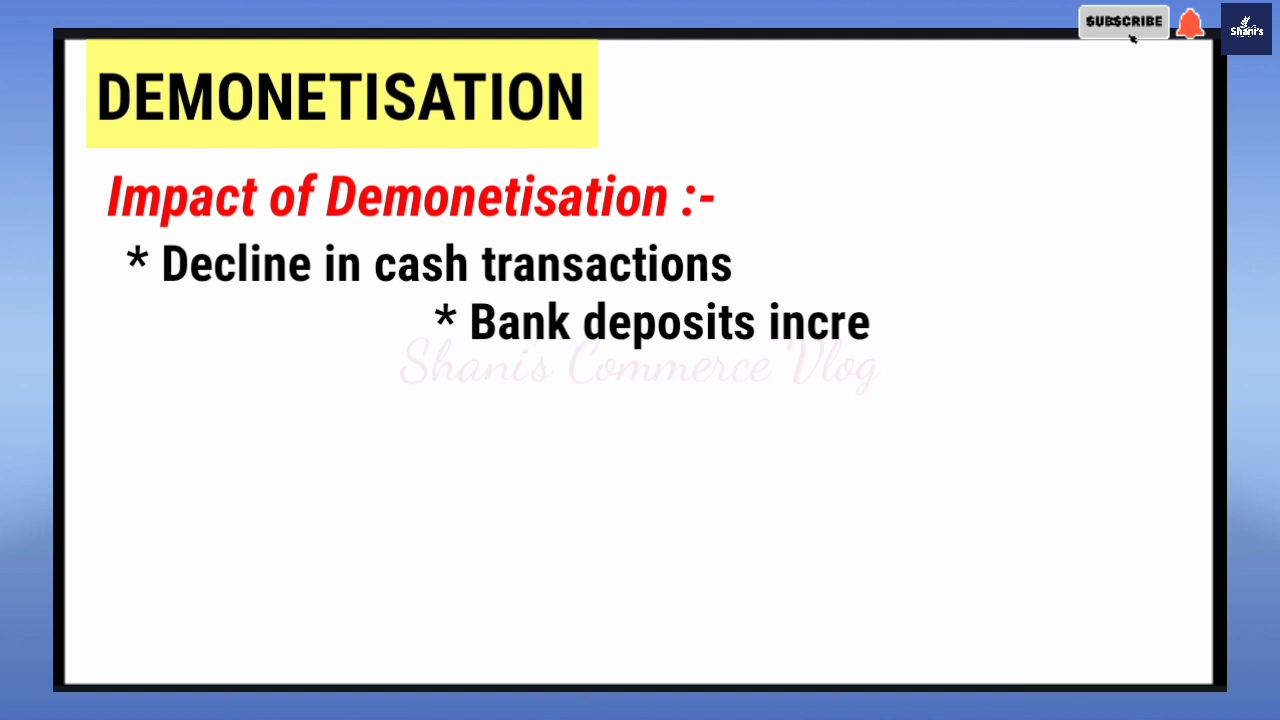 SUBSCRIBE
Shani's
DEMONETISATION
Impact of Demonetisation :-
* Decline in cash transactions
* Bank deposits incre
Shani's Commerce Vlog